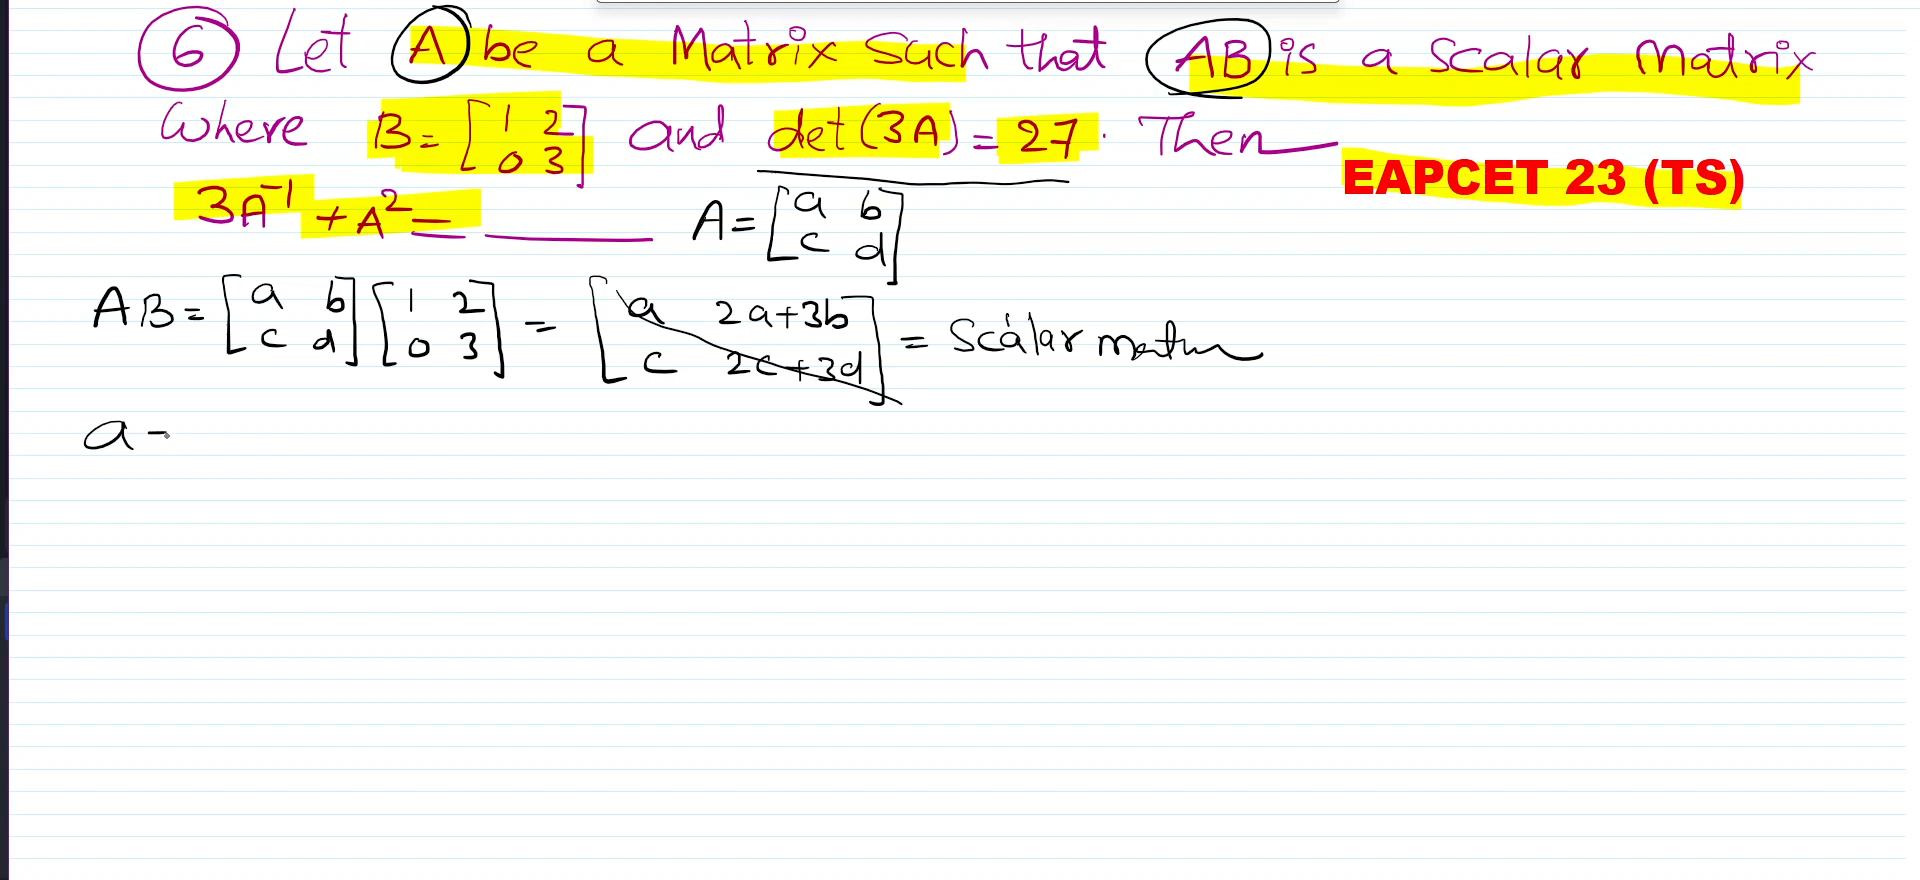 ⑥ Let A be a Matrix Such that AB is a Scalar Matrix
Where B = [1 2; 0 3] and det(3A) = 27. Then
EAPCET 23 (TS)
3A⁻¹ + A² = ______
A = [a b; c d]
AB = [a b; c d] [1 2; 0 3] = [a 2a+3b; c 2c+3d] = Scalar
a -